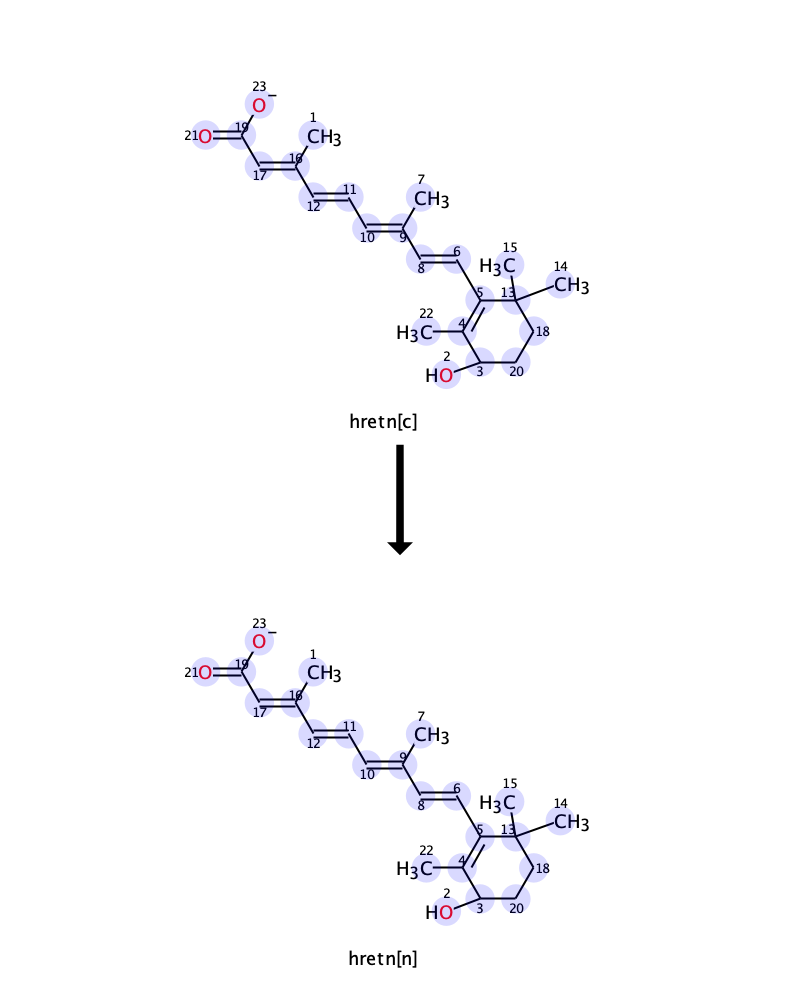 23
O–
21 O 19 1 CH3
17 16
12 11
7 CH3
10 9
8 6
15 H3C 14 CH3
5 13
22 H3C 4 18
2 HO 3 20
hretn[c]
23
O–
21 O 19 1 CH3
17 16
12 11
7 CH3
10 9
8 6
15 H3C 14 CH3
5 13
22 H3C 4 18
2 HO 3 20
hretn[n]